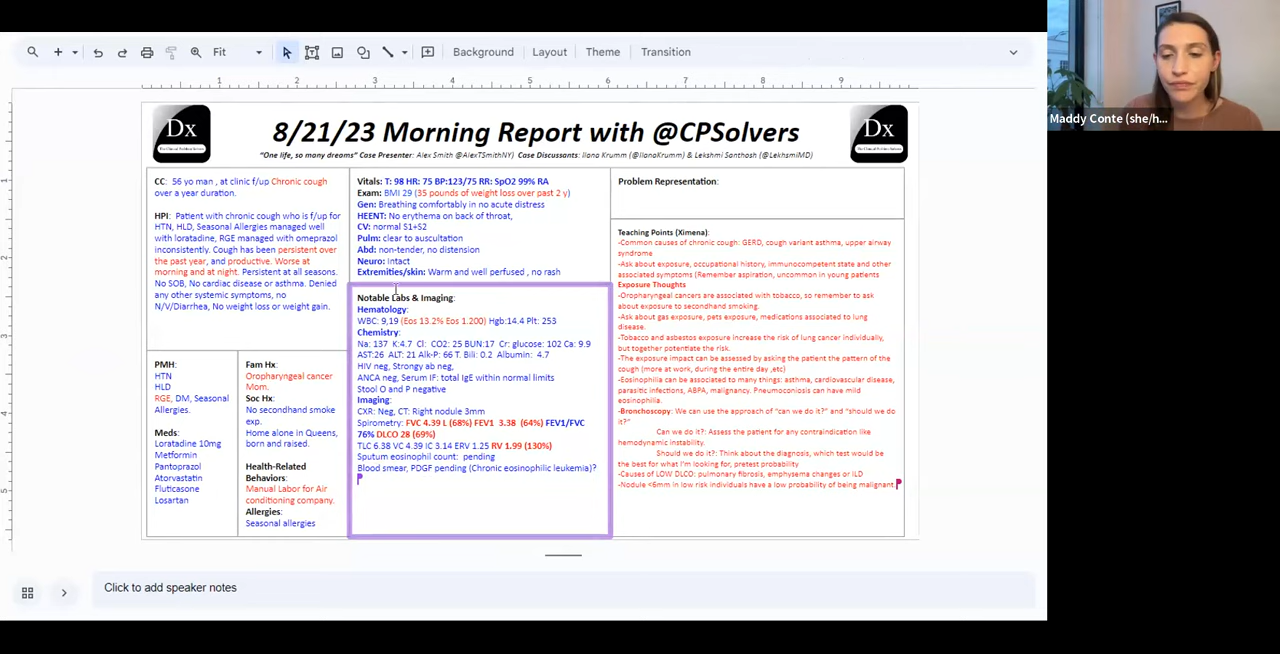 Fit
Background
Layout
Theme
Transition
1 2 3 4 5 6 7 8 9
1
2
3
4
5
Dx
The Clinical Problem Solvers
8/21/23 Morning Report with @CPSolvers
Dx
The Clinical Problem Solvers
"One life, so many dreams" Case Presenter: Alex Smith @AlexTSmithNY) Case Discussants: Ilana Krumm (@IlanaKrumm) & Lekshmi Santhosh (@LekhsmiMD)
CC: 56 yo man , at clinic f/up Chronic cough
over a year duration.
HPI: Patient with chronic cough who is f/up for
HTN, HLD, Seasonal Allergies managed well
with loratadine, RGE managed with omeprazol
inconsistently. Cough has been persistent over
the past year, and productive. Worse at
morning and at night. Persistent at all seasons.
No SOB, No cardiac disease or asthma. Denied
any other systemic symptoms, no
N/V/Diarrhea, No weight loss or weight gain.
PMH:
HTN
HLD
RGE, DM, Seasonal
Allergies.
Meds:
Loratadine 10mg
Metformin
Pantoprazol
Atorvastatin
Fluticasone
Losartan
Fam Hx:
Oropharyngeal cancer
Mom.
Soc Hx:
No secondhand smoke
exp.
Home alone in Queens,
born and raised.
Health-Related
Behaviors:
Manual Labor for Air
conditioning company.
Allergies:
Seasonal allergies
Vitals: T: 98 HR: 75 BP:123/75 RR: SpO2 99% RA
Exam: BMI 29 (35 pounds of weight loss over past 2 y)
Gen: Breathing comfortably in no acute distress
HEENT: No erythema on back of throat,
CV: normal S1+S2
Pulm: clear to auscultation
Abd: non-tender, no distension
Neuro: Intact
Extremities/skin: Warm and well perfused , no rash
Notable Labs & Imaging:
Hematology:
WBC: 9,19 (Eos 13.2% Eos 1.200) Hgb:14.4 Plt: 253
Chemistry:
Na: 137 K:4.7 Cl: CO2: 25 BUN:17 Cr: glucose: 102 Ca: 9.9
AST:26 ALT: 21 Alk-P: 66 T. Bili: 0.2 Albumin: 4.7
HIV neg, Strongy ab neg,
ANCA neg, Serum IF: total IgE within normal limits
Stool O and P negative
Imaging:
CXR: Neg, CT: Right nodule 3mm
Spirometry: FVC 4.39 L (68%) FEV1 3.38 (64%) FEV1/FVC
76% DLCO 28 (69%)
TLC 6.38 VC 4.39 IC 3.14 ERV 1.25 RV 1.99 (130%)
Sputum eosinophil count: pending
Blood smear, PDGF pending (Chronic eosinophilic leukemia)?
Problem Representation:
Teaching Points (Ximena):
-Common causes of chronic cough: GERD, cough variant asthma, upper airway
syndrome
-Ask about exposure, occupational history, immunocompetent state and other
associated symptoms (Remember aspiration, uncommon in young patients
Exposure Thoughts
-Oropharyngeal cancers are associated with tobacco, so remember to ask
about exposure to secondhand smoking.
-Ask about gas exposure, pets exposure, medications associated to lung
disease.
-Tobacco and asbestos exposure increase the risk of lung cancer individually,
but together potentiate the risk.
-The exposure impact can be assessed by asking the patient the pattern of the
cough (more at work, during the entire day ,etc)
-Eosinophilia can be associated to many things: asthma, cardiovascular disease,
parasitic infections, ABPA, malignancy. Pneumoconiosis can have mild
eosinophilia.
-Bronchoscopy: We can use the approach of "can we do it?" and "should we do
it?"
Can we do it?: Assess the patient for any contraindication like
hemodynamic instability.
Should we do it?: Think about the diagnosis, which test would be
the best for what I'm looking for, pretest probability
-Causes of LOW DLCO: pulmonary fibrosis, emphysema changes or ILD
-Nodule <6mm in low risk individuals have a low probability of being malignant.
Click to add speaker notes
Maddy Conte (she/h...